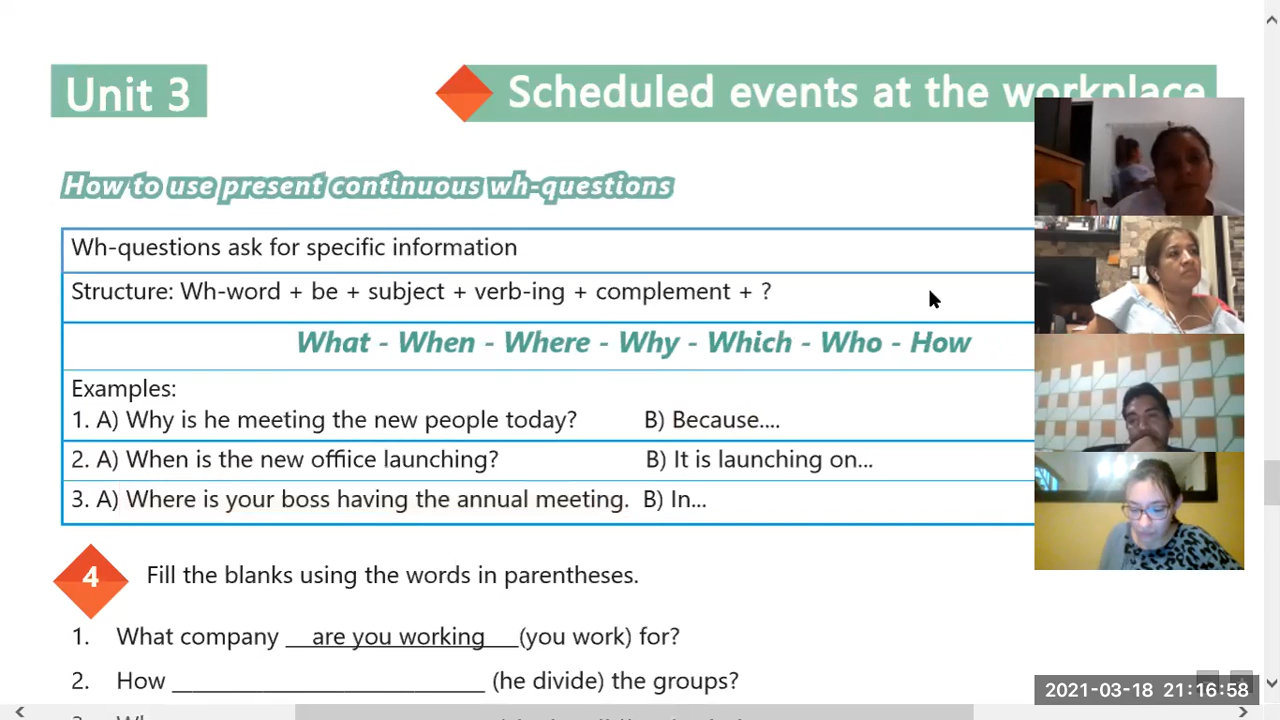 Unit 3
Scheduled events at the workplace
How to use present continuous wh-questions
Wh-questions ask for specific information
Structure: Wh-word + be + subject + verb-ing + complement + ?
What - When - Where - Why - Which - Who - How
Examples:
1. A) Why is he meeting the new people today? B) Because....
2. A) When is the new offiice launching? B) It is launching on...
3. A) Where is your boss having the annual meeting. B) In...
4 Fill the blanks using the words in parentheses.
1. What company __are you working__(you work) for?
2. How ________________________ (he divide) the groups?
3.
2021-03-18 21:16:58